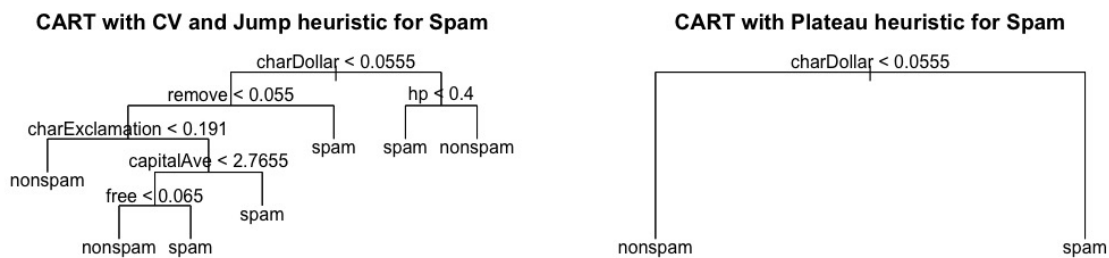 CART with CV and Jump heuristic for Spam
charDollar < 0.0555
remove < 0.055
hp < 0.4
charExclamation < 0.191
spam
spam nonspam
capitalAve < 2.7655
nonspam
free < 0.065
spam
nonspam spam
CART with Plateau heuristic for Spam
charDollar < 0.0555
nonspam
spam